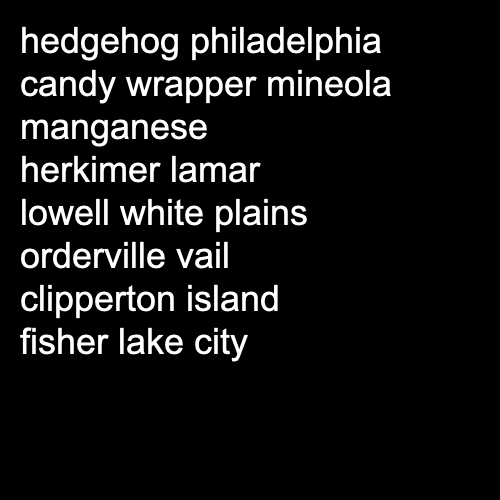 hedgehog philadelphia
candy wrapper mineola
manganese
herkimer lamar
lowell white plains
orderville vail
clipperton island
fisher lake city